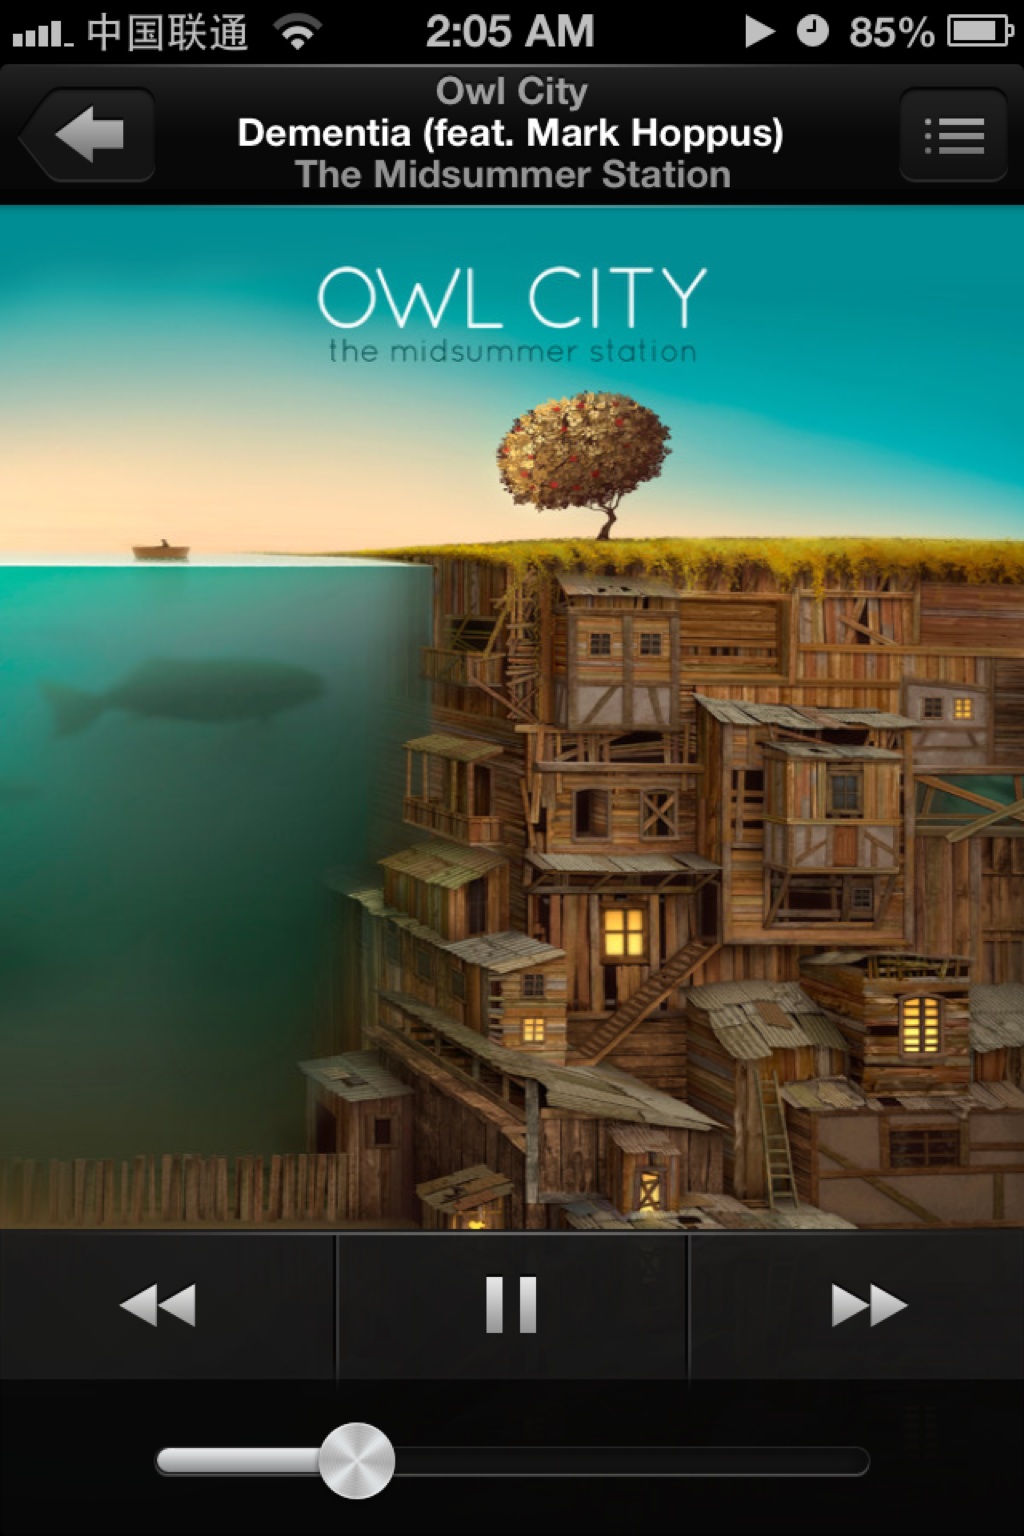 中国联通 2:05 AM 85%
Owl City
Dementia (feat. Mark Hoppus)
The Midsummer Station
OWL CITY
the midsummer station